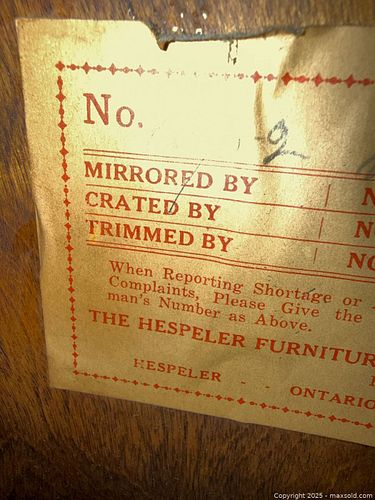 No.
MIRRORED BY
CRATED BY
TRIMMED BY NO
When Reporting Shortage or
Complaints, Please Give the
man's Number as Above.
THE HESPELER FURNITUR
HESPELER - - ONTARIO
Copyright 2025 - maxsold.com